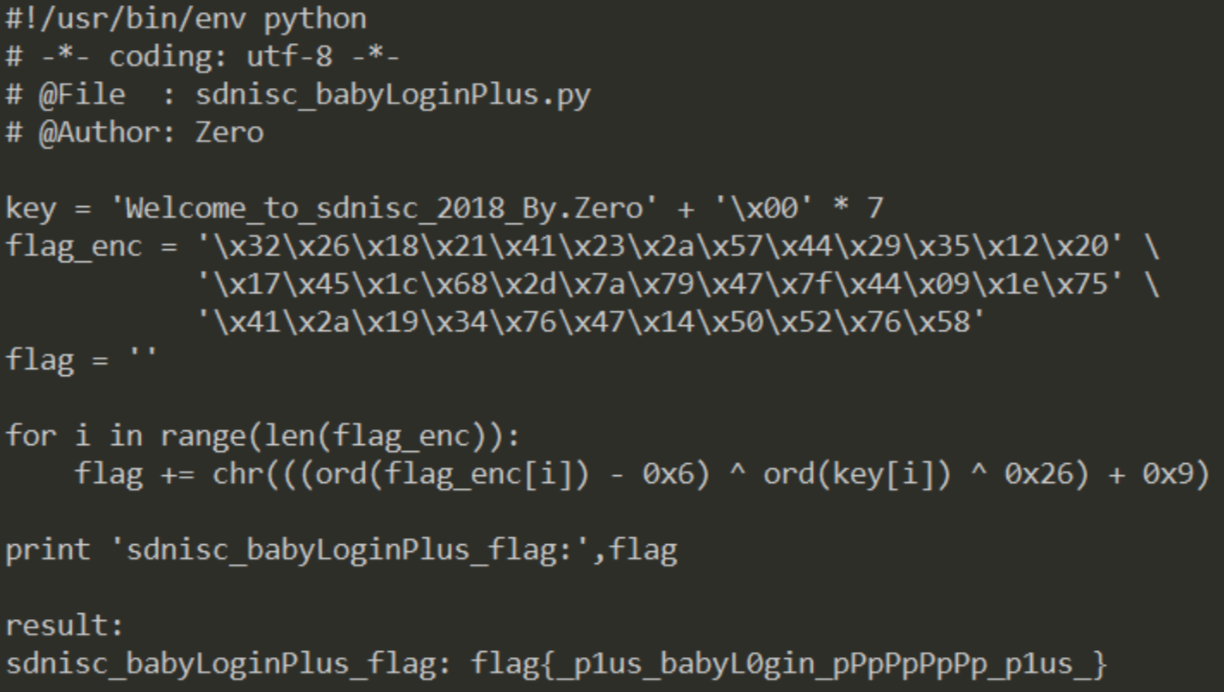 #!/usr/bin/env python
# -*- coding: utf-8 -*-
# @File  : sdnisc_babyLoginPlus.py
# @Author: Zero

key = 'Welcome_to_sdnisc_2018_By.Zero' + '\x00' * 7
flag_enc = '\x32\x26\x18\x21\x41\x23\x2a\x57\x44\x29\x35\x12\x20' \
           '\x17\x45\x1c\x68\x2d\x7a\x79\x47\x7f\x44\x09\x1e\x75' \
           '\x41\x2a\x19\x34\x76\x47\x14\x50\x52\x76\x58'
flag = ''

for i in range(len(flag_enc)):
    flag += chr(((ord(flag_enc[i]) - 0x6) ^ ord(key[i]) ^ 0x26) + 0x9)

print 'sdnisc_babyLoginPlus_flag:',flag

result:
sdnisc_babyLoginPlus_flag: flag{_p1us_babyL0gin_pPpPpPpPp_p1us_}